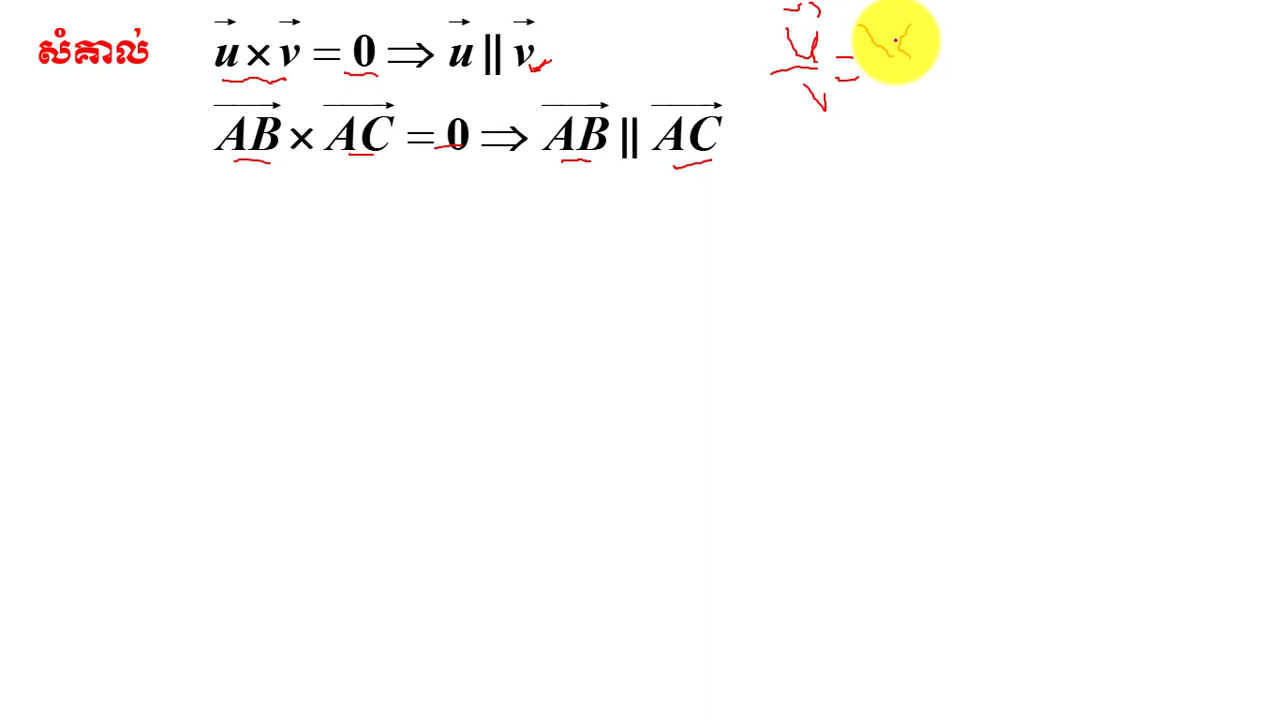 សំគាល់ u⃗ × v⃗ = 0 ⇒ u⃗ || v⃗
AB⃗ × AC⃗ = 0 ⇒ AB⃗ || AC⃗
u
v =